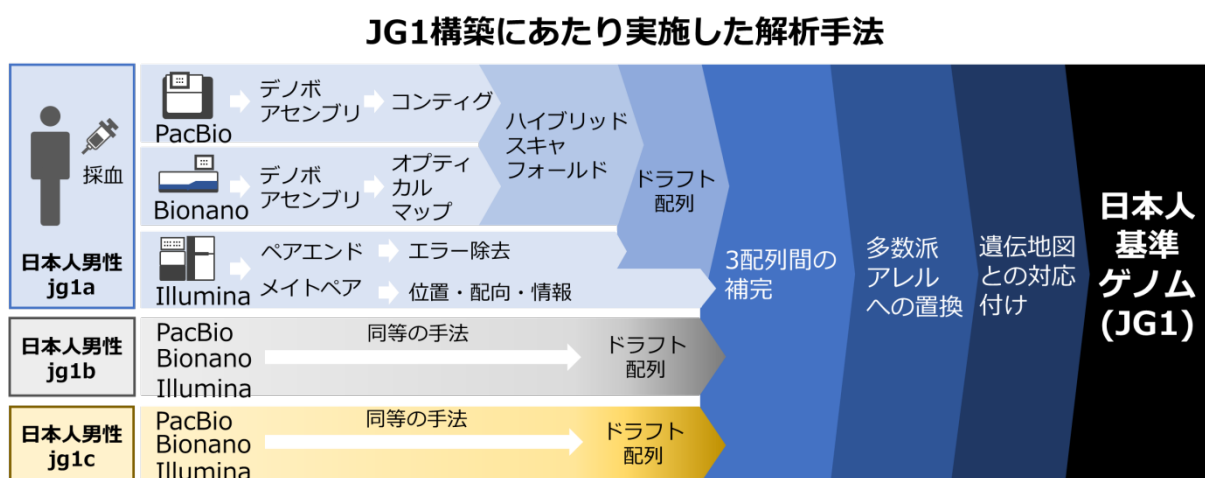 JG1構築にあたり実施した解析手法
採血
日本人男性
jg1a
PacBio
デノボ
アセンブリ
コンティグ
Bionano
デノボ
アセンブリ
オプティ
カル
マップ
ハイブリッド
スキャ
フォールド
ドラフト
配列
Illumina
ペアエンド
エラー除去
メイトペア
位置・配向・情報
日本人男性
jg1b
PacBio
Bionano
Illumina
同等の手法
ドラフト
配列
日本人男性
jg1c
PacBio
Bionano
Illumina
同等の手法
ドラフト
配列
3配列間の
補完
多数派
アレル
への置換
遺伝地図
との対応
付け
日本人
基準
ゲノム
(JG1)